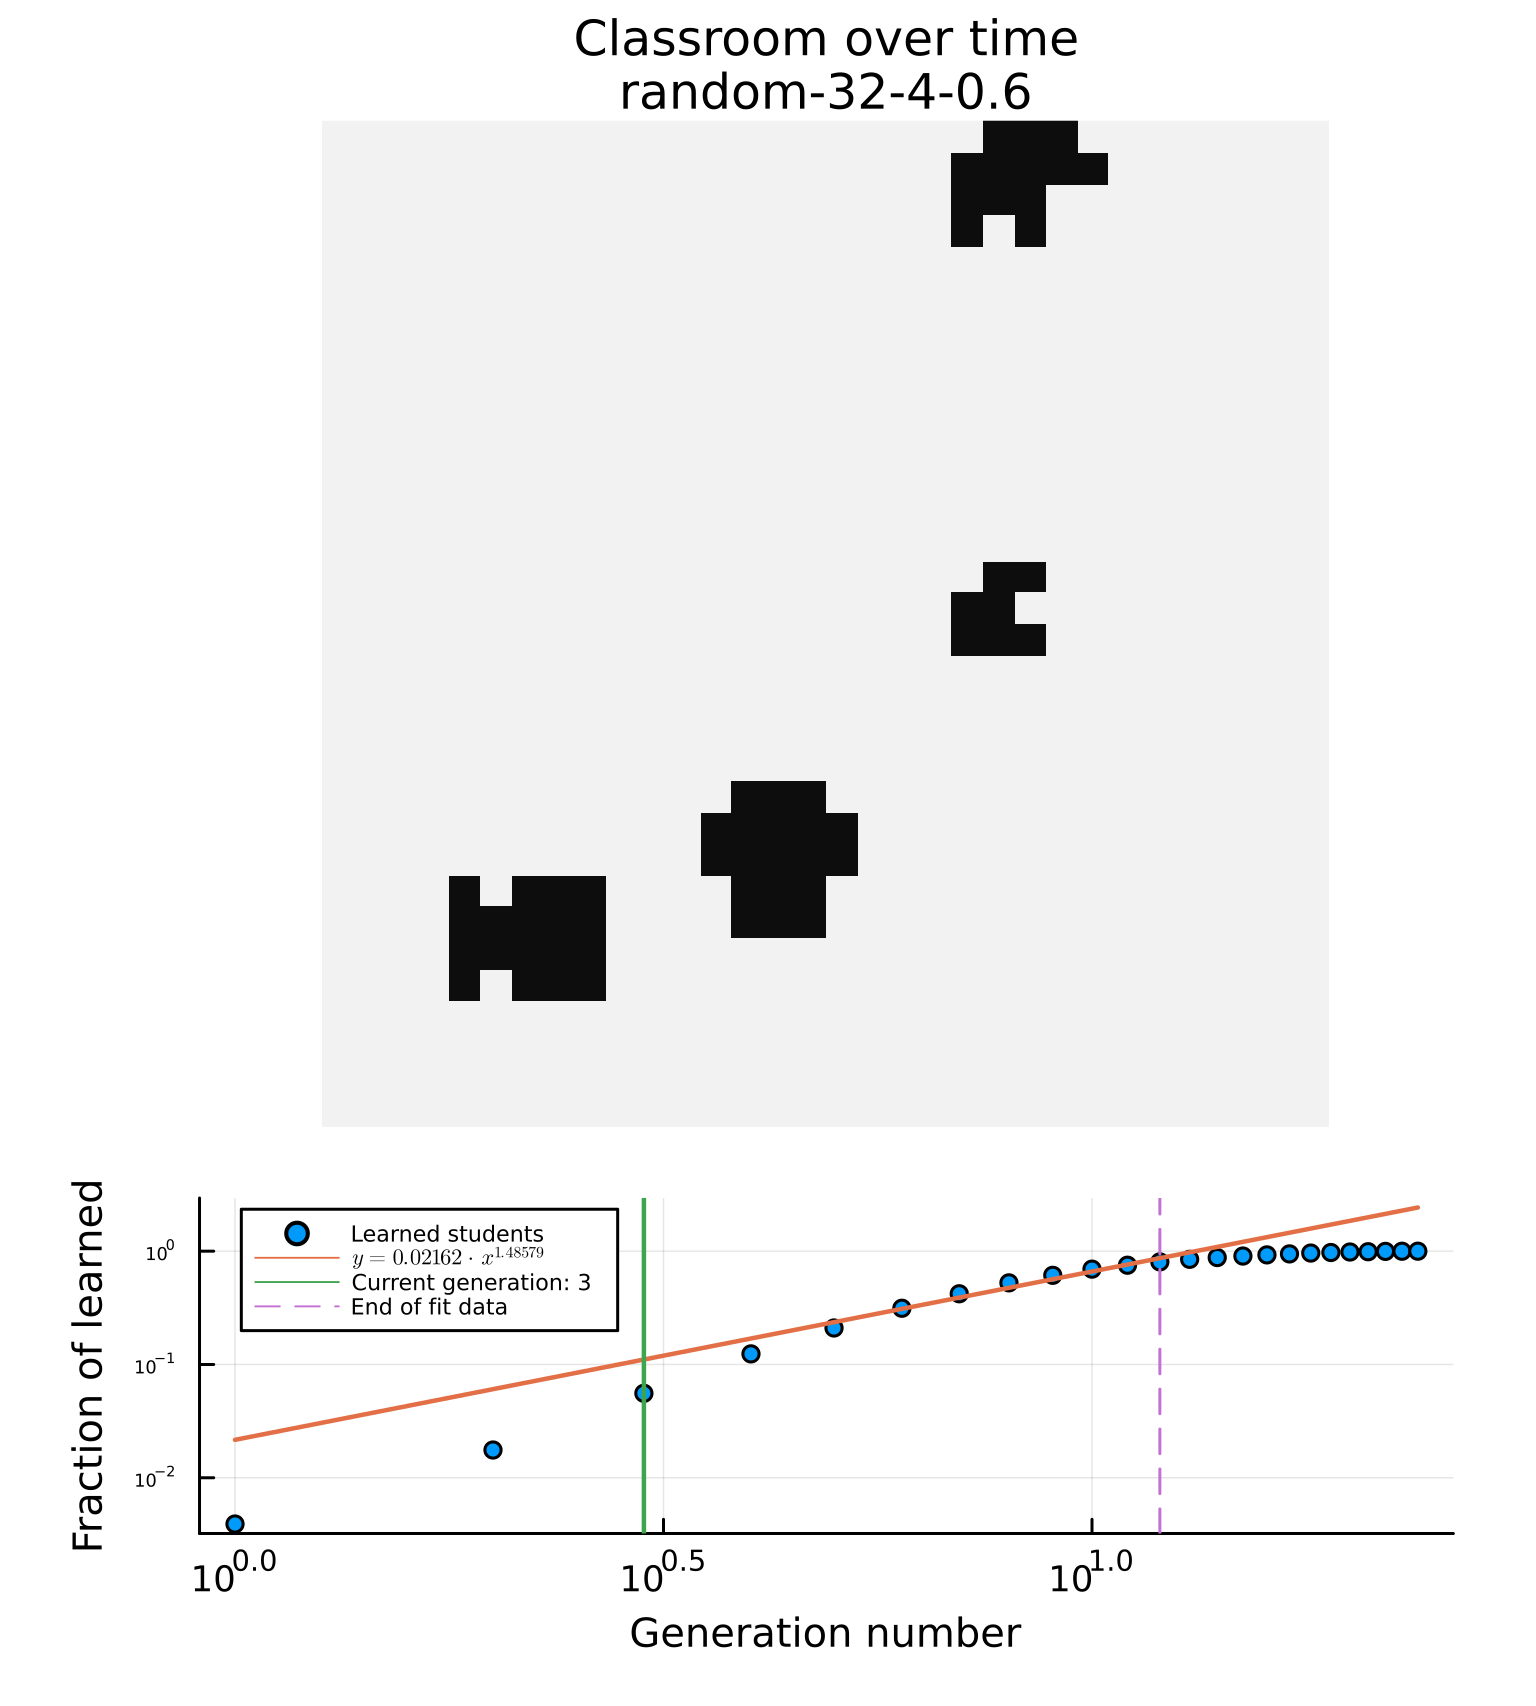 Classroom over time
random-32-4-0.6
Fraction of learned
10⁰
10⁻¹
10⁻²
Learned students
y = 0.02162 · x^1.48579
Current generation: 3
End of fit data
10^0.0 10^0.5 10^1.0
Generation number